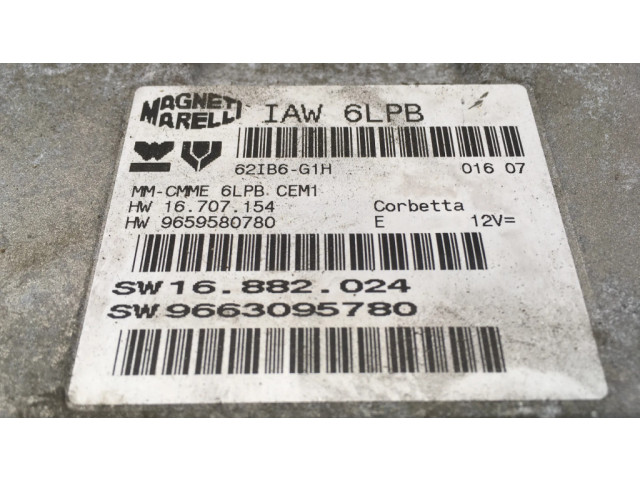 MAGNETI MARELLI
IAW 6LPB
62IB6-G1H 016 07
MM-CMME 6LPB CEM1
HW 16.707.154 Corbetta
HW 9659580780 E 12V=
SW 16.882.024
SW 9663095780